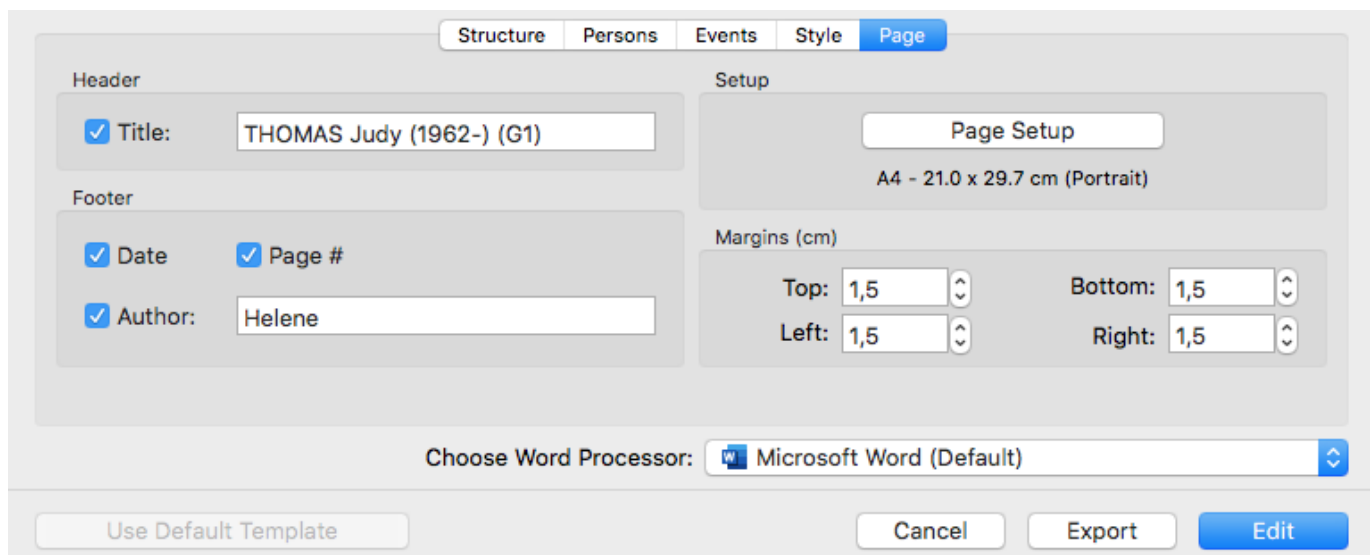 Structure Persons Events Style Page
Header
Title: THOMAS Judy (1962-) (G1)
Setup
Page Setup
A4 - 21.0 x 29.7 cm (Portrait)
Footer
Date Page #
Author: Helene
Margins (cm)
Top: 1,5 Bottom: 1,5
Left: 1,5 Right: 1,5
Choose Word Processor: Microsoft Word (Default)
Use Default Template Cancel Export Edit